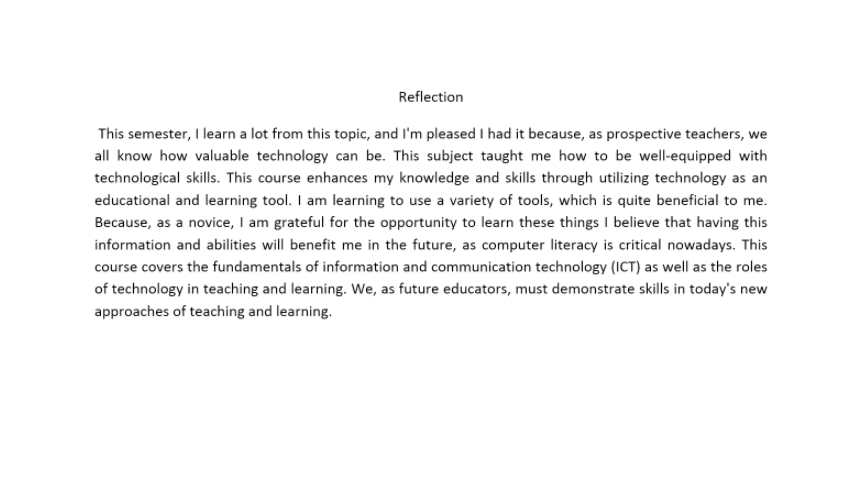 Reflection
This semester, I learn a lot from this topic, and I'm pleased I had it because, as prospective teachers, we
all know how valuable technology can be. This subject taught me how to be well-equipped with
technological skills. This course enhances my knowledge and skills through utilizing technology as an
educational and learning tool. I am learning to use a variety of tools, which is quite beneficial to me.
Because, as a novice, I am grateful for the opportunity to learn these things I believe that having this
information and abilities will benefit me in the future, as computer literacy is critical nowadays. This
course covers the fundamentals of information and communication technology (ICT) as well as the roles
of technology in teaching and learning. We, as future educators, must demonstrate skills in today's new
approaches of teaching and learning.